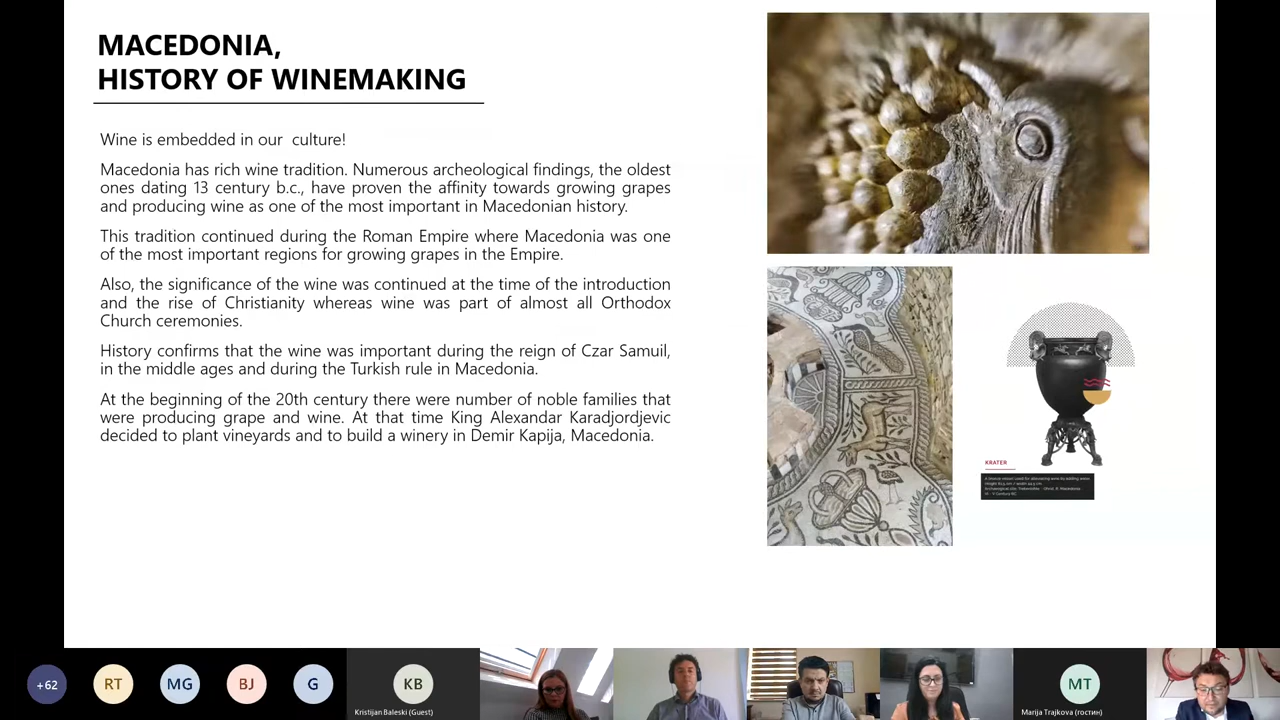 MACEDONIA,
HISTORY OF WINEMAKING
Wine is embedded in our culture!
Macedonia has rich wine tradition. Numerous archeological findings, the oldest
ones dating 13 century b.c., have proven the affinity towards growing grapes
and producing wine as one of the most important in Macedonian history.
This tradition continued during the Roman Empire where Macedonia was one
of the most important regions for growing grapes in the Empire.
Also, the significance of the wine was continued at the time of the introduction
and the rise of Christianity whereas wine was part of almost all Orthodox
Church ceremonies.
History confirms that the wine was important during the reign of Czar Samuil,
in the middle ages and during the Turkish rule in Macedonia.
At the beginning of the 20th century there were number of noble families that
were producing grape and wine. At that time King Alexandar Karadjordjevic
decided to plant vineyards and to build a winery in Demir Kapija, Macedonia.
KRATER
+62
RT
MG
BJ
G
KB
Kristijan Baleski (Guest)
MT
Marija Trajkova (гостин)